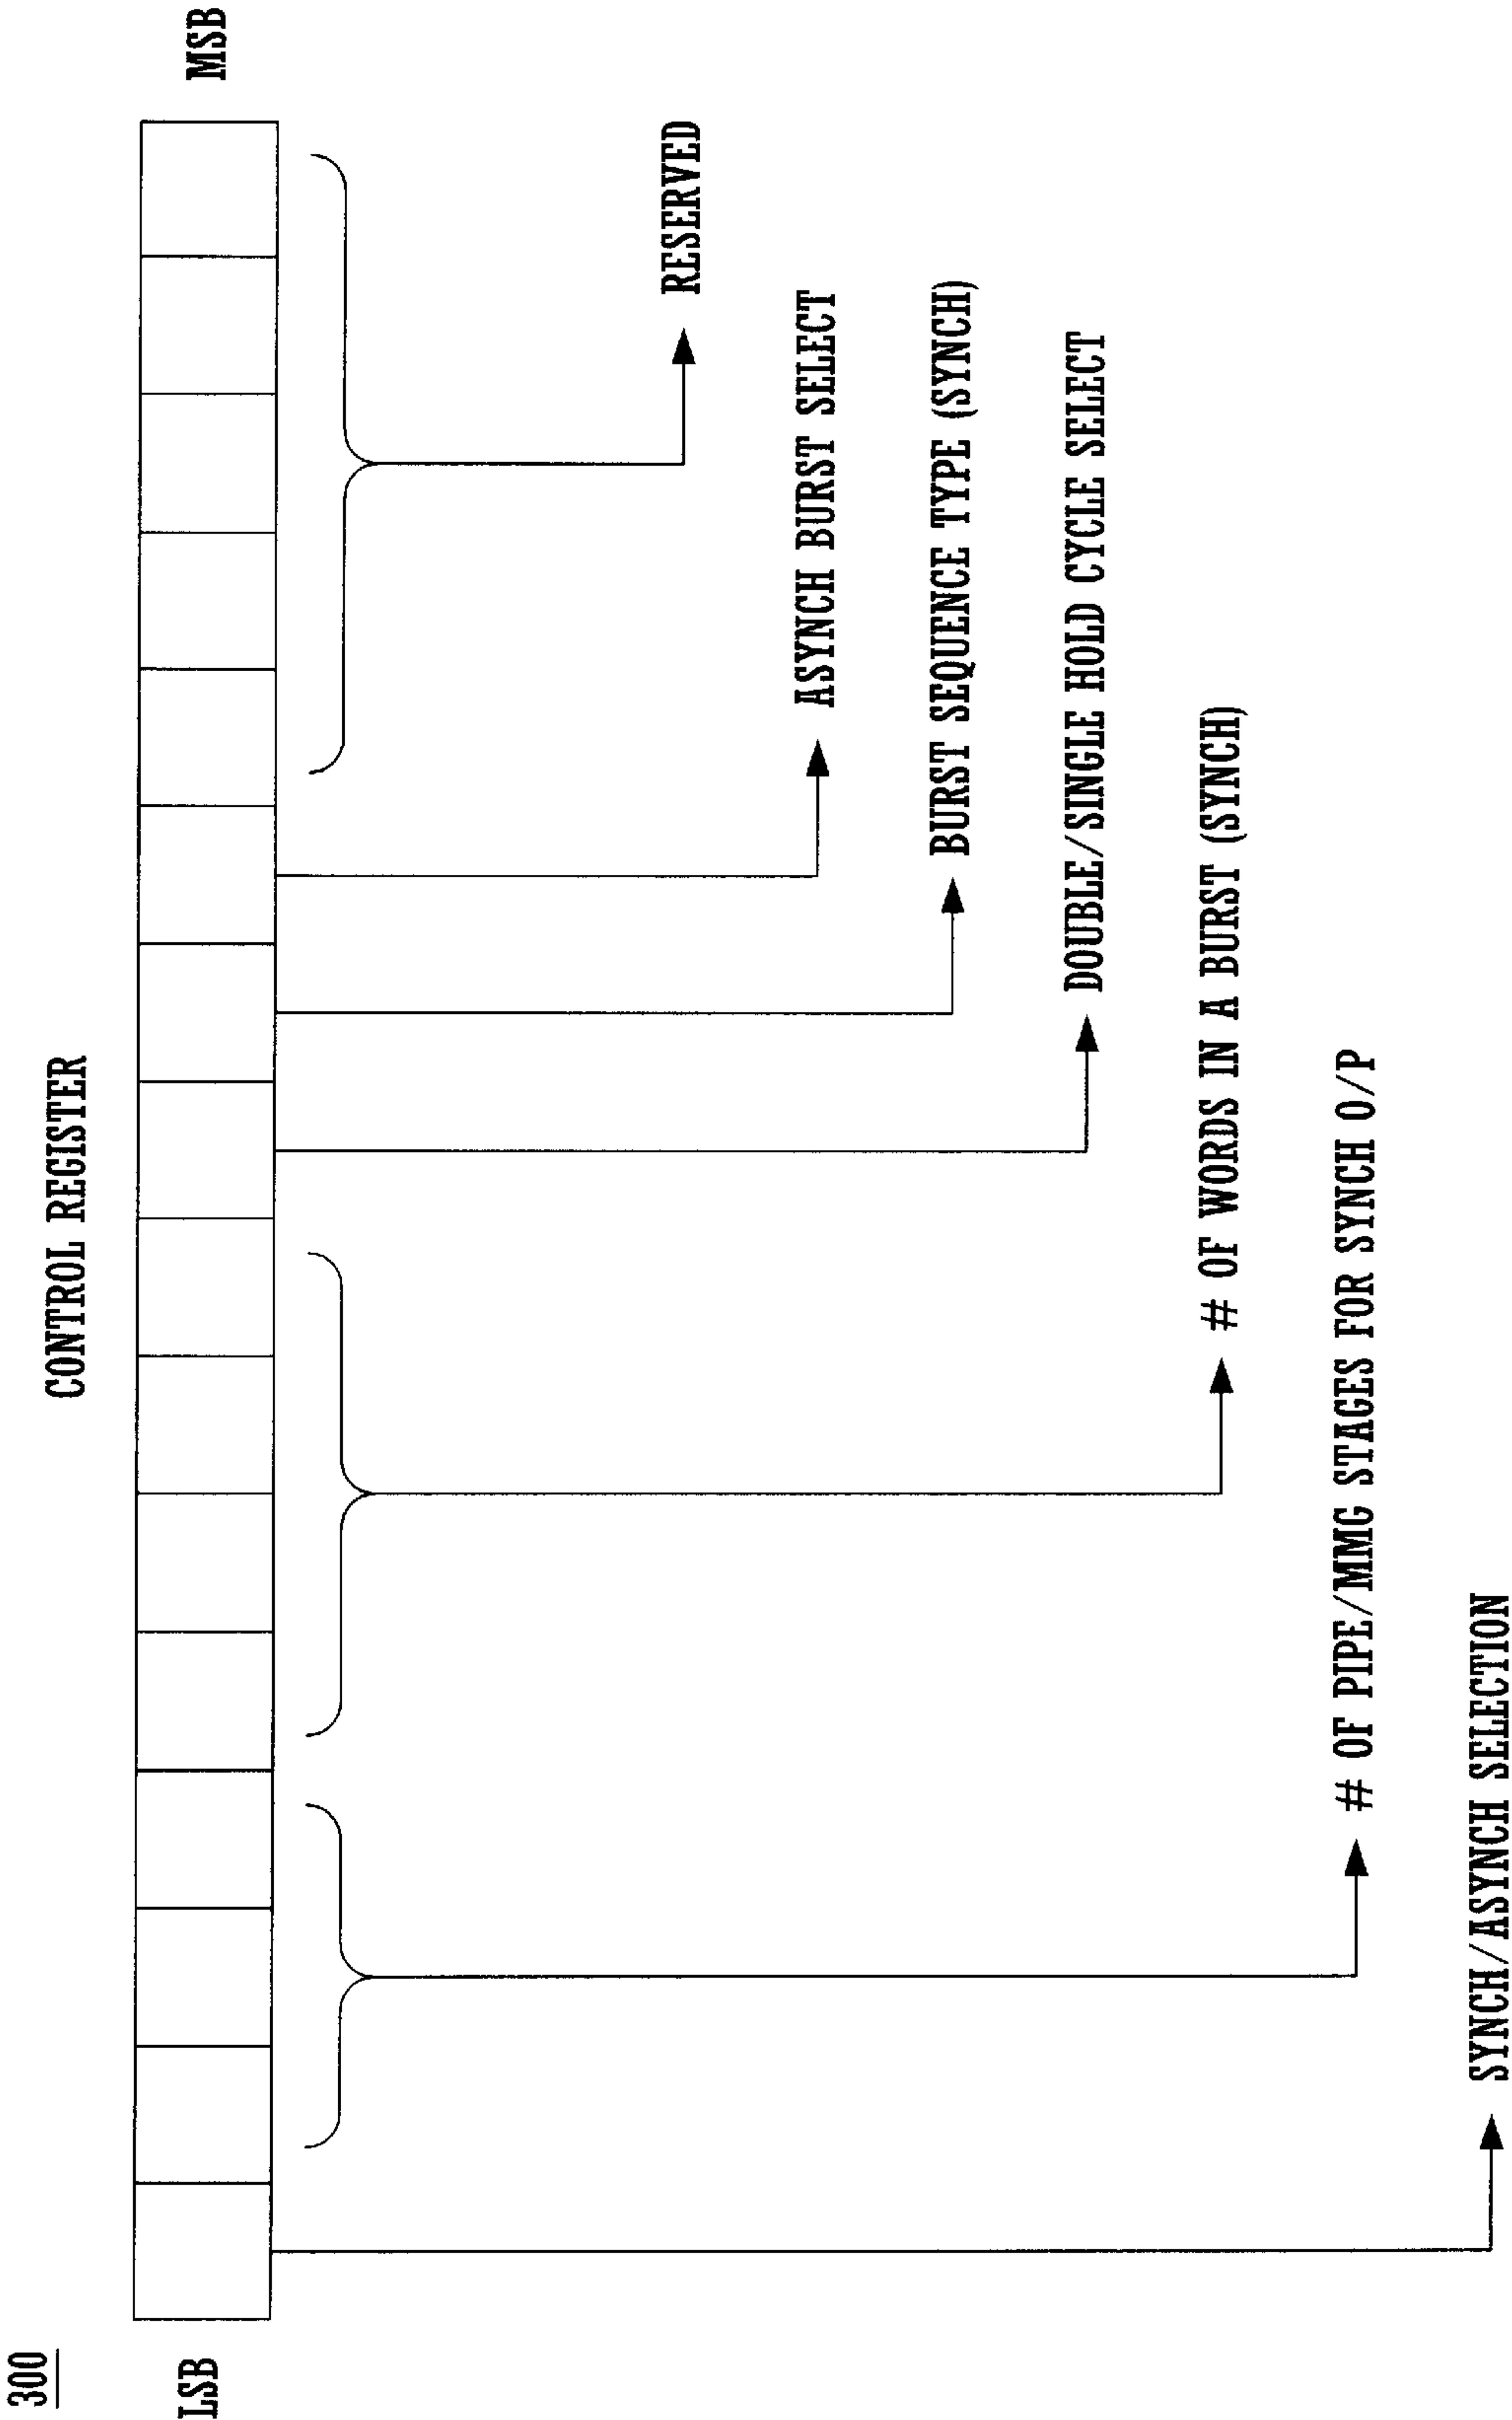 300
CONTROL REGISTER
LSB
MSB
RESERVED
ASYNCH BURST SELECT
BURST SEQUENCE TYPE (SYNCH)
DOUBLE/SINGLE HOLD CYCLE SELECT
# OF WORDS IN A BURST (SYNCH)
# OF PIPE/MMG STAGES FOR SYNCH O/P
SYNCH/ASYNCH SELECTION